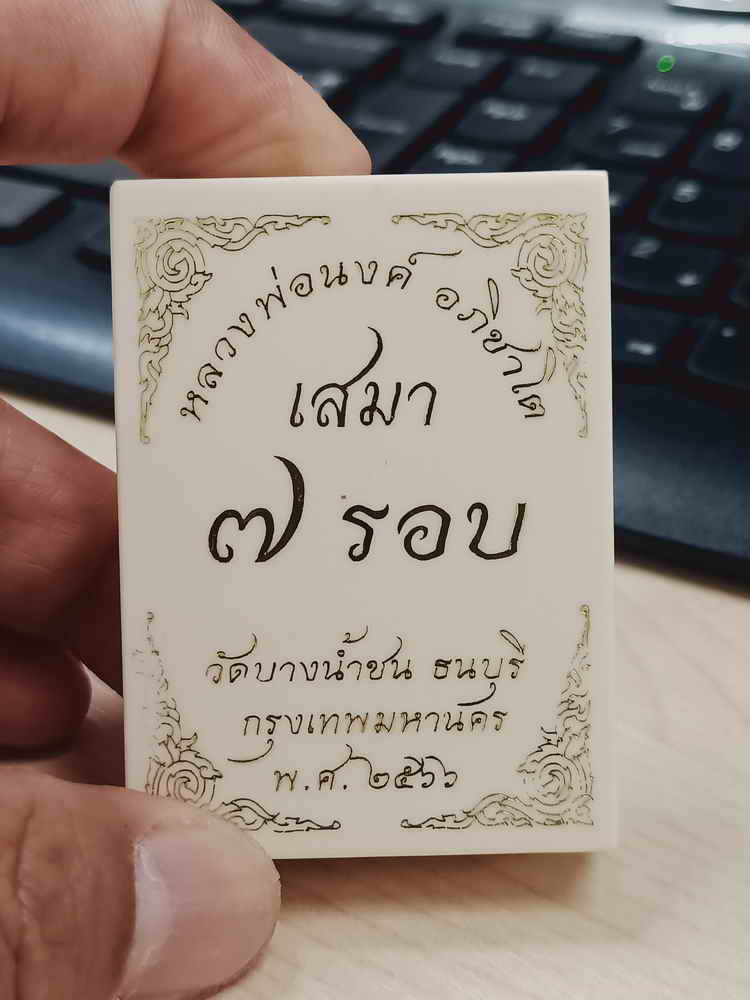 หลวงพ่อนงค์ อภิชาโต
เสมา
๗ รอบ
วัดบางน้ำชน ธนบุรี
กรุงเทพมหานคร
พ.ศ. ๒๕๖๖